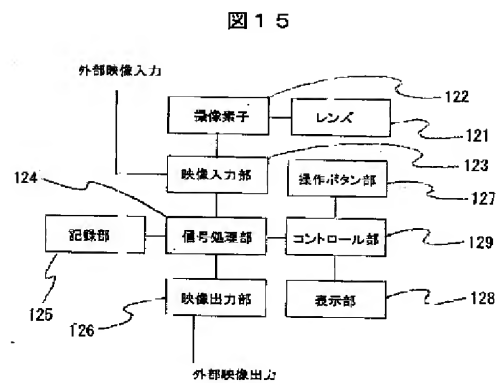 図15
外部映像入力
撮像素子
レンズ
122
121
映像入力部
123
操作ボタン部
127
124
記録部
信号処理部
コントロール部
129
125
映像出力部
126
表示部
128
外部映像出力